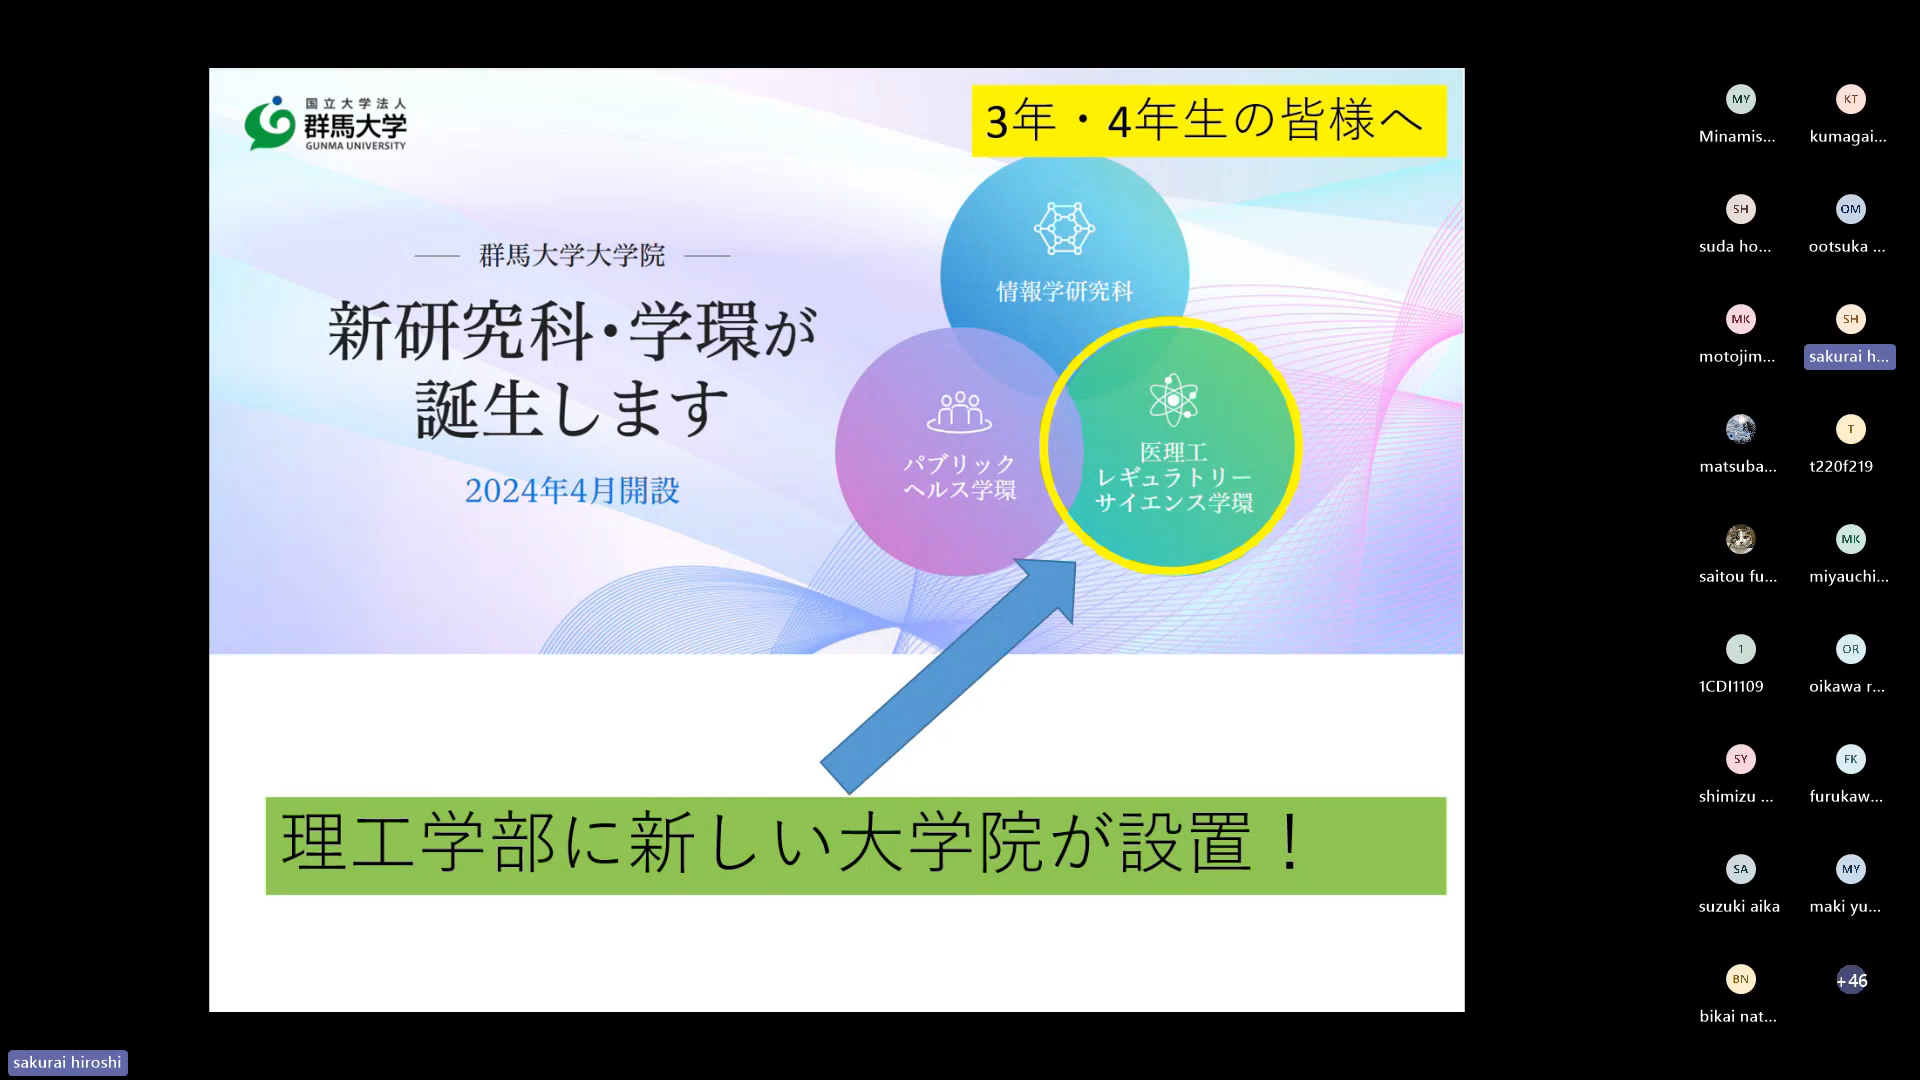 国立大学法人
群馬大学
GUNMA UNIVERSITY
3年・4年生の皆様へ
群馬大学大学院
新研究科・学環が
誕生します
2024年4月開設
情報学研究科
パブリック
ヘルス学環
医理工
レギュラトリー
サイエンス学環
理工学部に新しい大学院が設置！
MY
Minamis...
KT
kumagai...
SH
suda ho...
OM
ootsuka ...
MK
motojim...
SH
sakurai h...
matsuba...
T
t220f219
saitou fu...
MK
miyauchi...
1
1CDI1109
OR
oikawa r...
SY
shimizu ...
FK
furukaw...
SA
suzuki aika
MY
maki yu...
BN
bikai nat...
+46
sakurai hiroshi